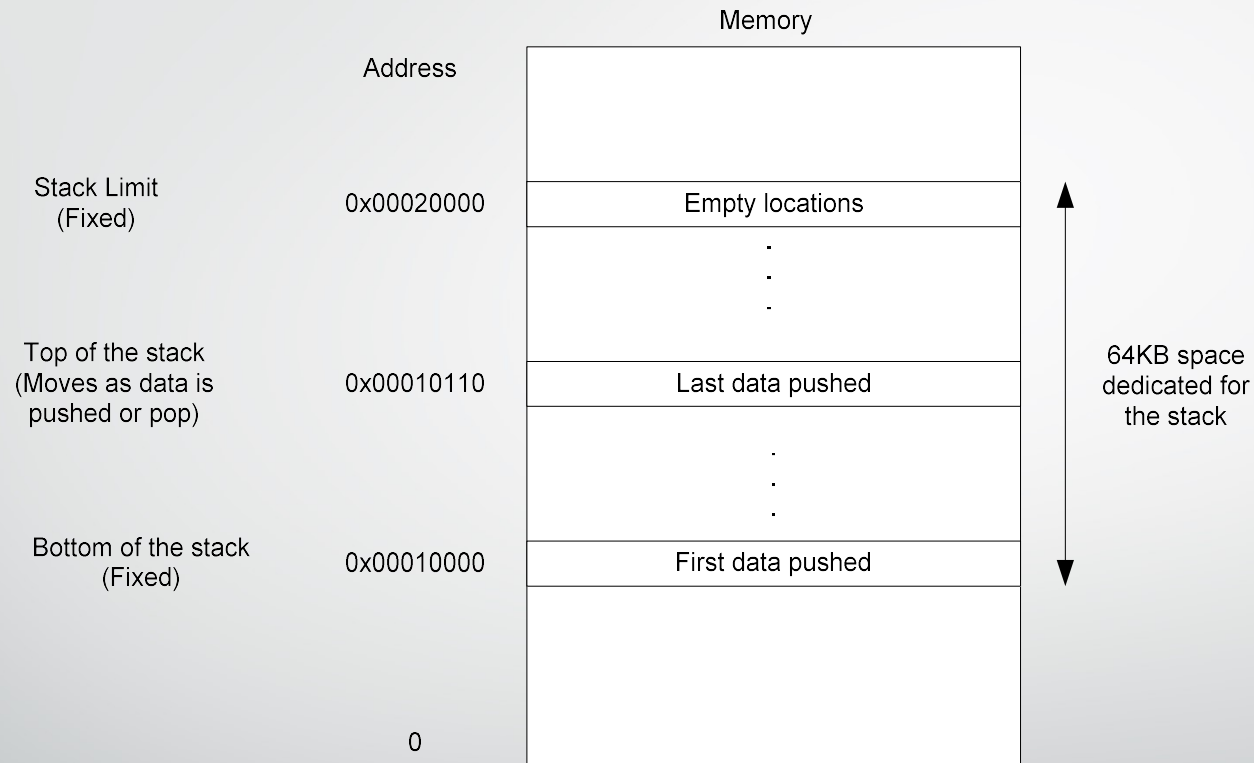 Memory
Address
Stack Limit
(Fixed)
0x00020000
Empty locations
Top of the stack
(Moves as data is
pushed or pop)
0x00010110
Last data pushed
64KB space
dedicated for
the stack
Bottom of the stack
(Fixed)
0x00010000
First data pushed
0